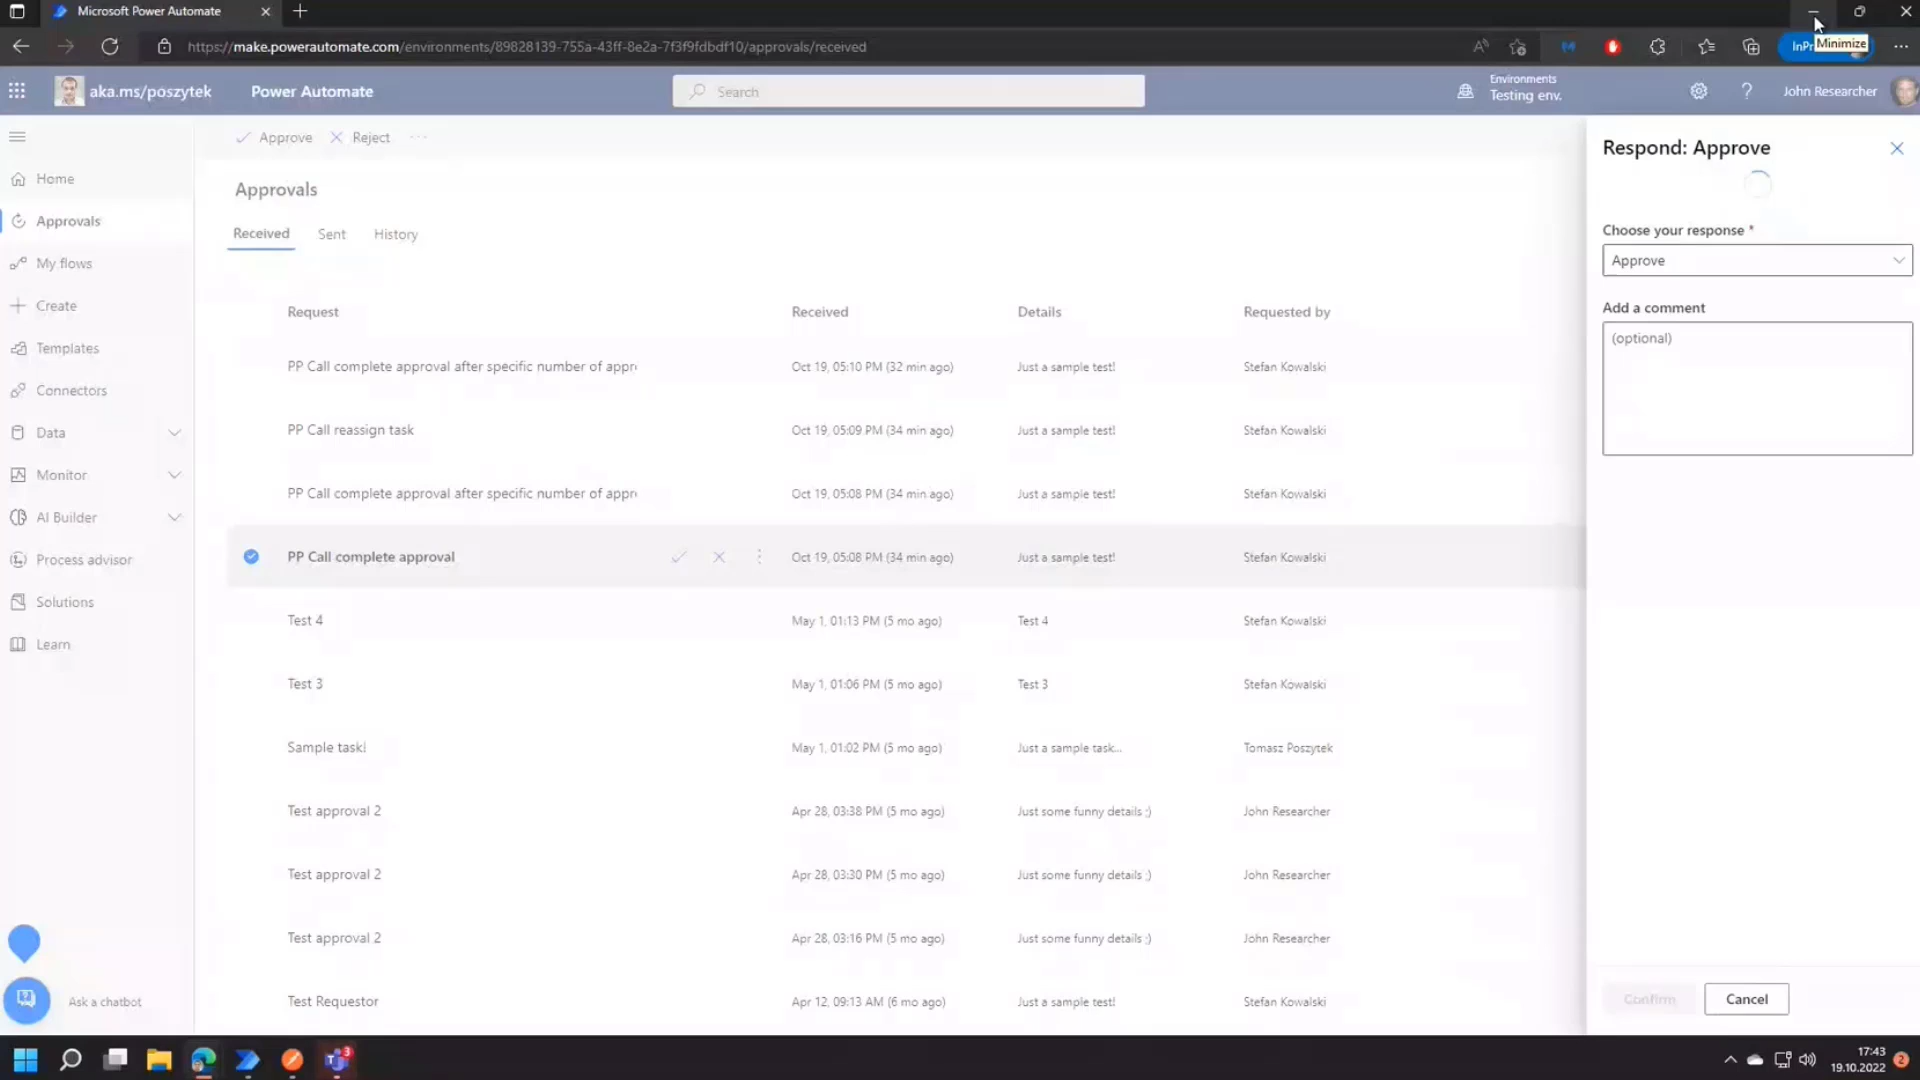 Microsoft Power Automate
https://make.powerautomate.com/environments/89828139-755a-43ff-8e2a-7f3f9fdbdf10/approvals/received
InPr
Minimize
aka.ms/poszytek
Power Automate
Search
Environments
Testing env.
John Researcher
Approve
Reject
Respond: Approve
Home
Approvals
My flows
Create
Templates
Connectors
Data
Monitor
AI Builder
Process advisor
Solutions
Learn
Ask a chatbot
Approvals
Received Sent History
Request Received Details Requested by
PP Call complete approval after specific number of appr Oct 19, 05:10 PM (32 min ago) Just a sample test! Stefan Kowalski
PP Call reassign task Oct 19, 05:09 PM (34 min ago) Just a sample test! Stefan Kowalski
PP Call complete approval after specific number of appr Oct 19, 05:08 PM (34 min ago) Just a sample test! Stefan Kowalski
PP Call complete approval Oct 19, 05:08 PM (34 min ago) Just a sample test! Stefan Kowalski
Test 4 May 1, 01:13 PM (5 mo ago) Test 4 Stefan Kowalski
Test 3 May 1, 01:06 PM (5 mo ago) Test 3 Stefan Kowalski
Sample task! May 1, 01:02 PM (5 mo ago) Just a sample task... Tomasz Poszytek
Test approval 2 Apr 28, 03:38 PM (5 mo ago) Just some funny details :) John Researcher
Test approval 2 Apr 28, 03:30 PM (5 mo ago) Just some funny details :) John Researcher
Test approval 2 Apr 28, 03:16 PM (5 mo ago) Just some funny details :) John Researcher
Test Requestor Apr 12, 09:13 AM (6 mo ago) Just a sample test! Stefan Kowalski
Choose your response *
Approve
Add a comment
(optional)
Confirm
Cancel
3
17:43
19.10.2022
2